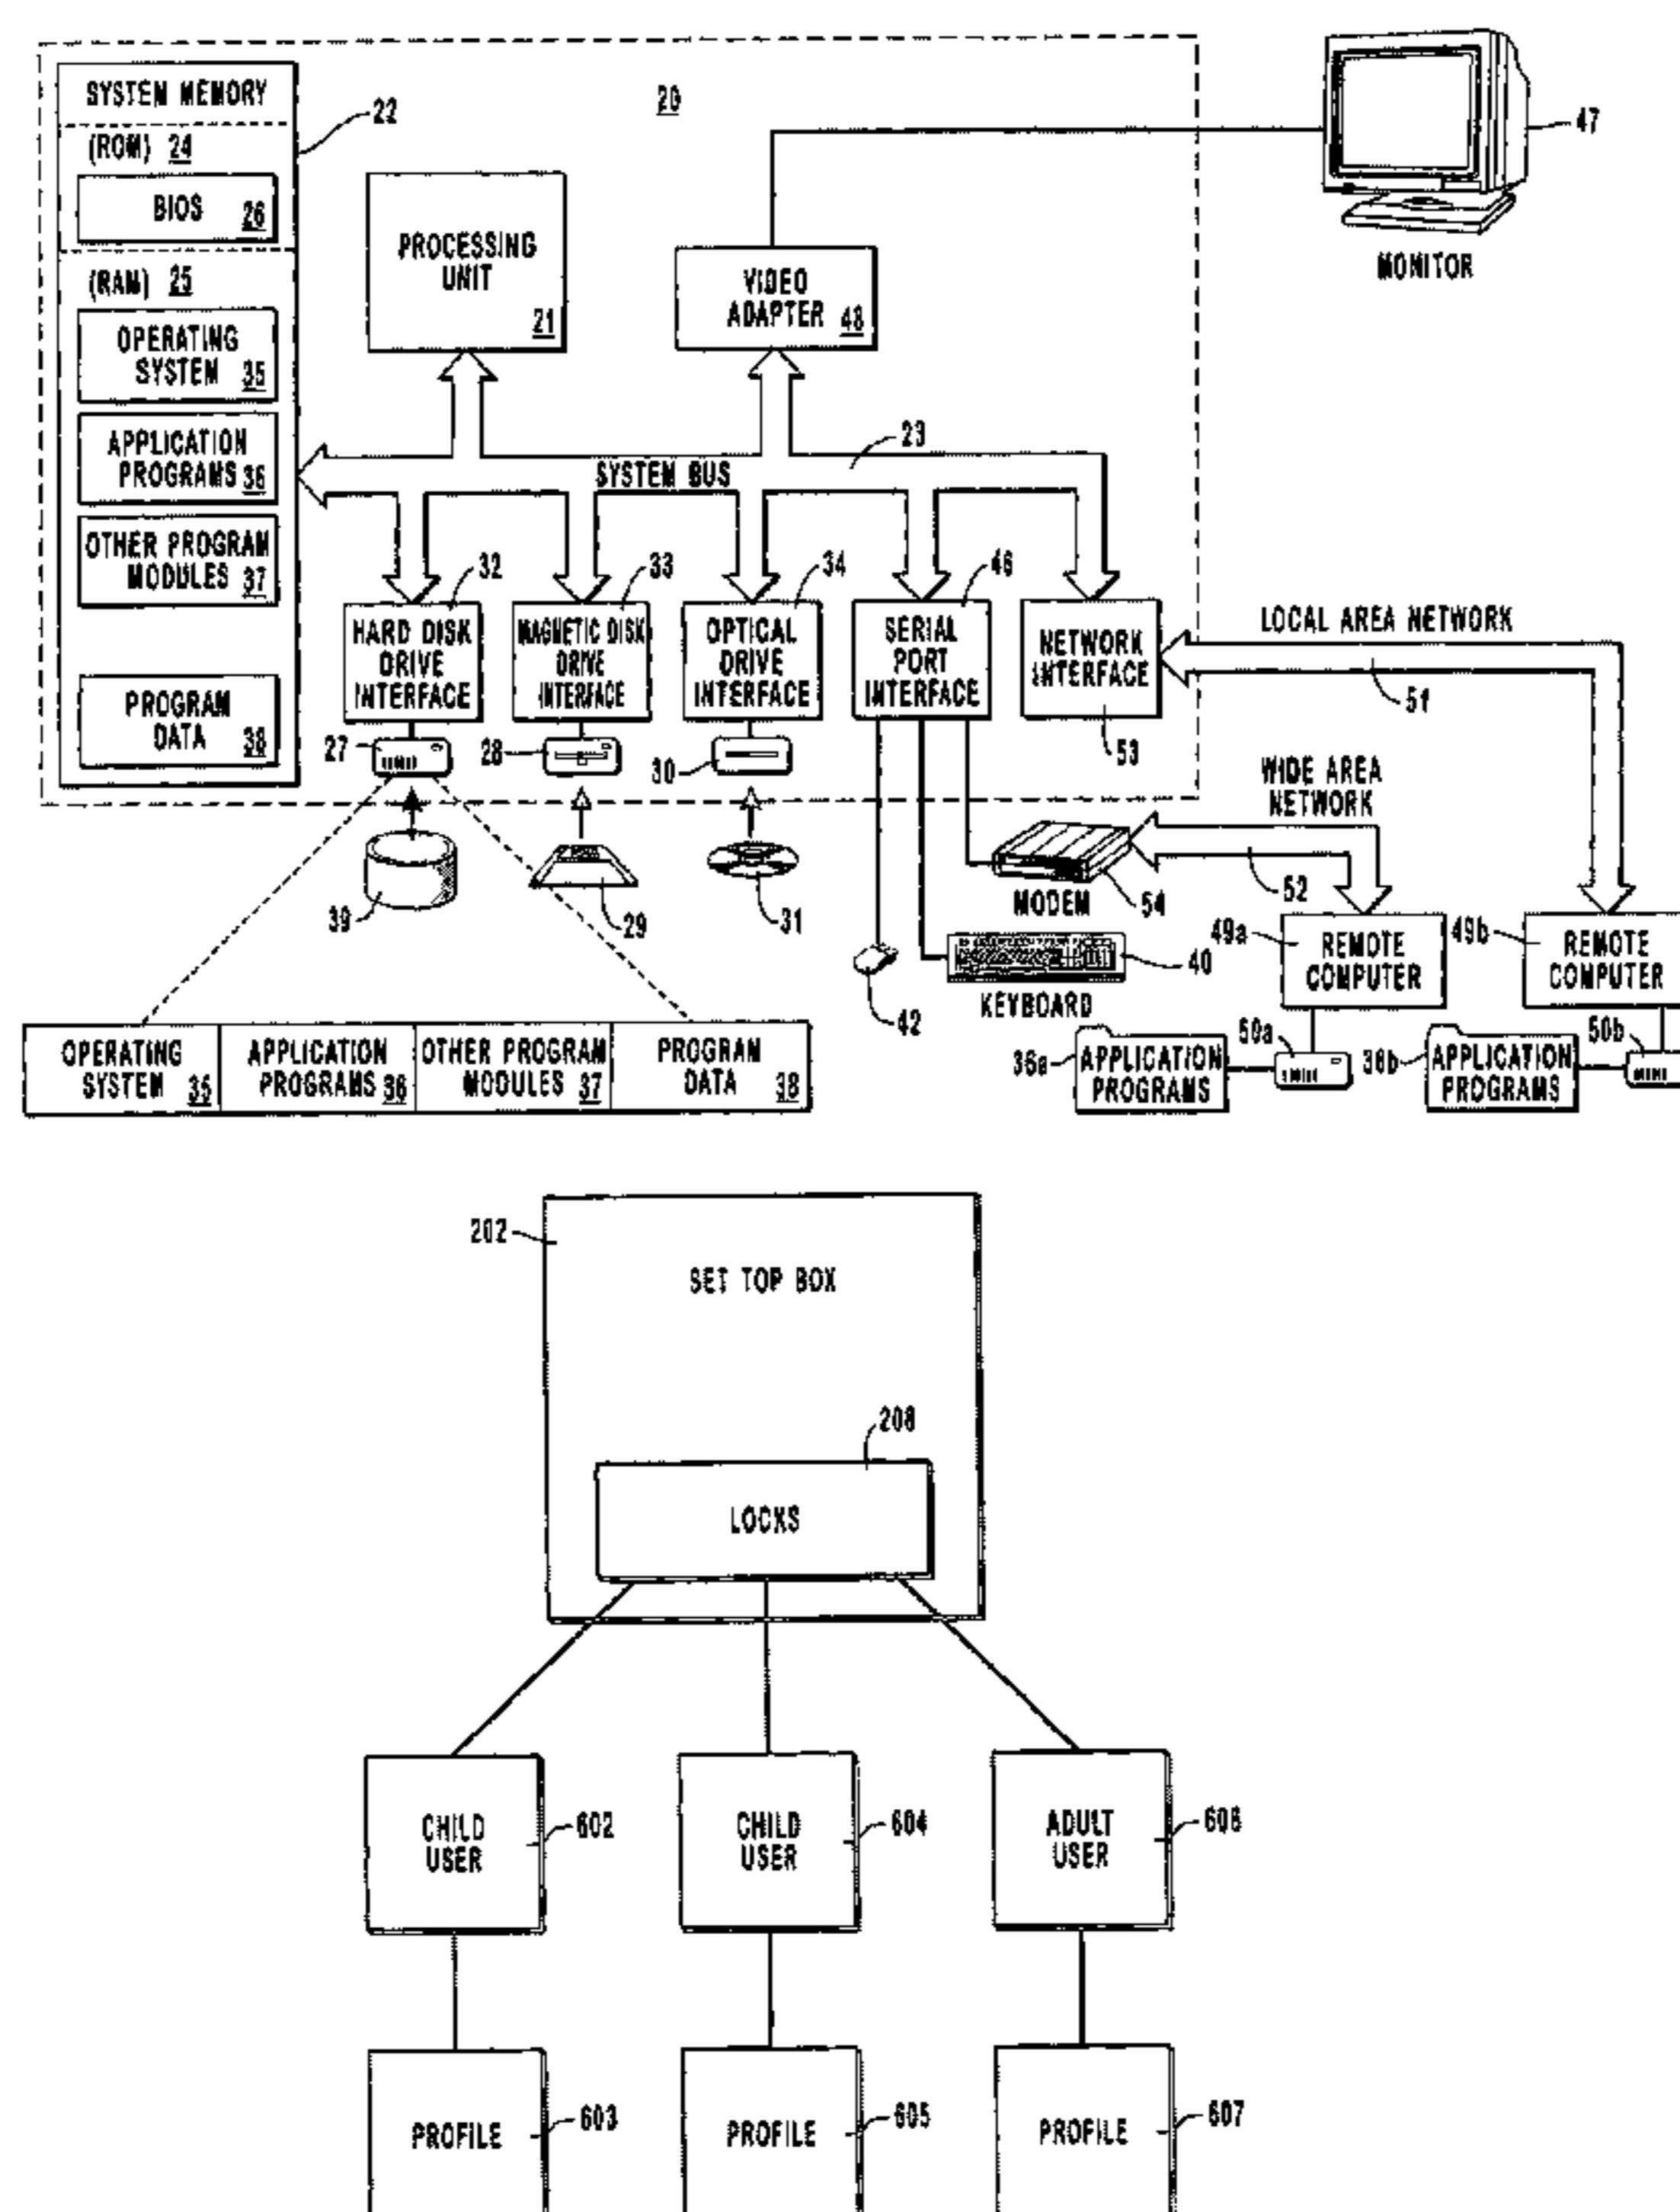 SYSTEM MEMORY
(ROM) 24
BIOS 26
(RAM) 25
OPERATING
SYSTEM 35
APPLICATION
PROGRAMS 36
OTHER PROGRAM
MODULES 37
PROGRAM
DATA 38
22
20
PROCESSING
UNIT
21
VIDEO
ADAPTER 48
47
MONITOR
23
SYSTEM BUS
32
HARD DISK
DRIVE
INTERFACE
33
MAGNETIC DISK
DRIVE
INTERFACE
34
OPTICAL
DRIVE
INTERFACE
46
SERIAL
PORT
INTERFACE
NETWORK
INTERFACE
53
LOCAL AREA NETWORK
51
27
28
30
WIDE AREA
NETWORK
52
39
29
31
MODEM
54
42
40
KEYBOARD
49a
REMOTE
COMPUTER
49b
REMOTE
COMPUTER
50a
50b
36a
APPLICATION
PROGRAMS
36b
APPLICATION
PROGRAMS
OPERATING
SYSTEM 35
APPLICATION
PROGRAMS 36
OTHER PROGRAM
MODULES 37
PROGRAM
DATA 38
202
SET TOP BOX
208
LOCKS
CHILD
USER
602
CHILD
USER
604
ADULT
USER
606
PROFILE
603
PROFILE
605
PROFILE
607